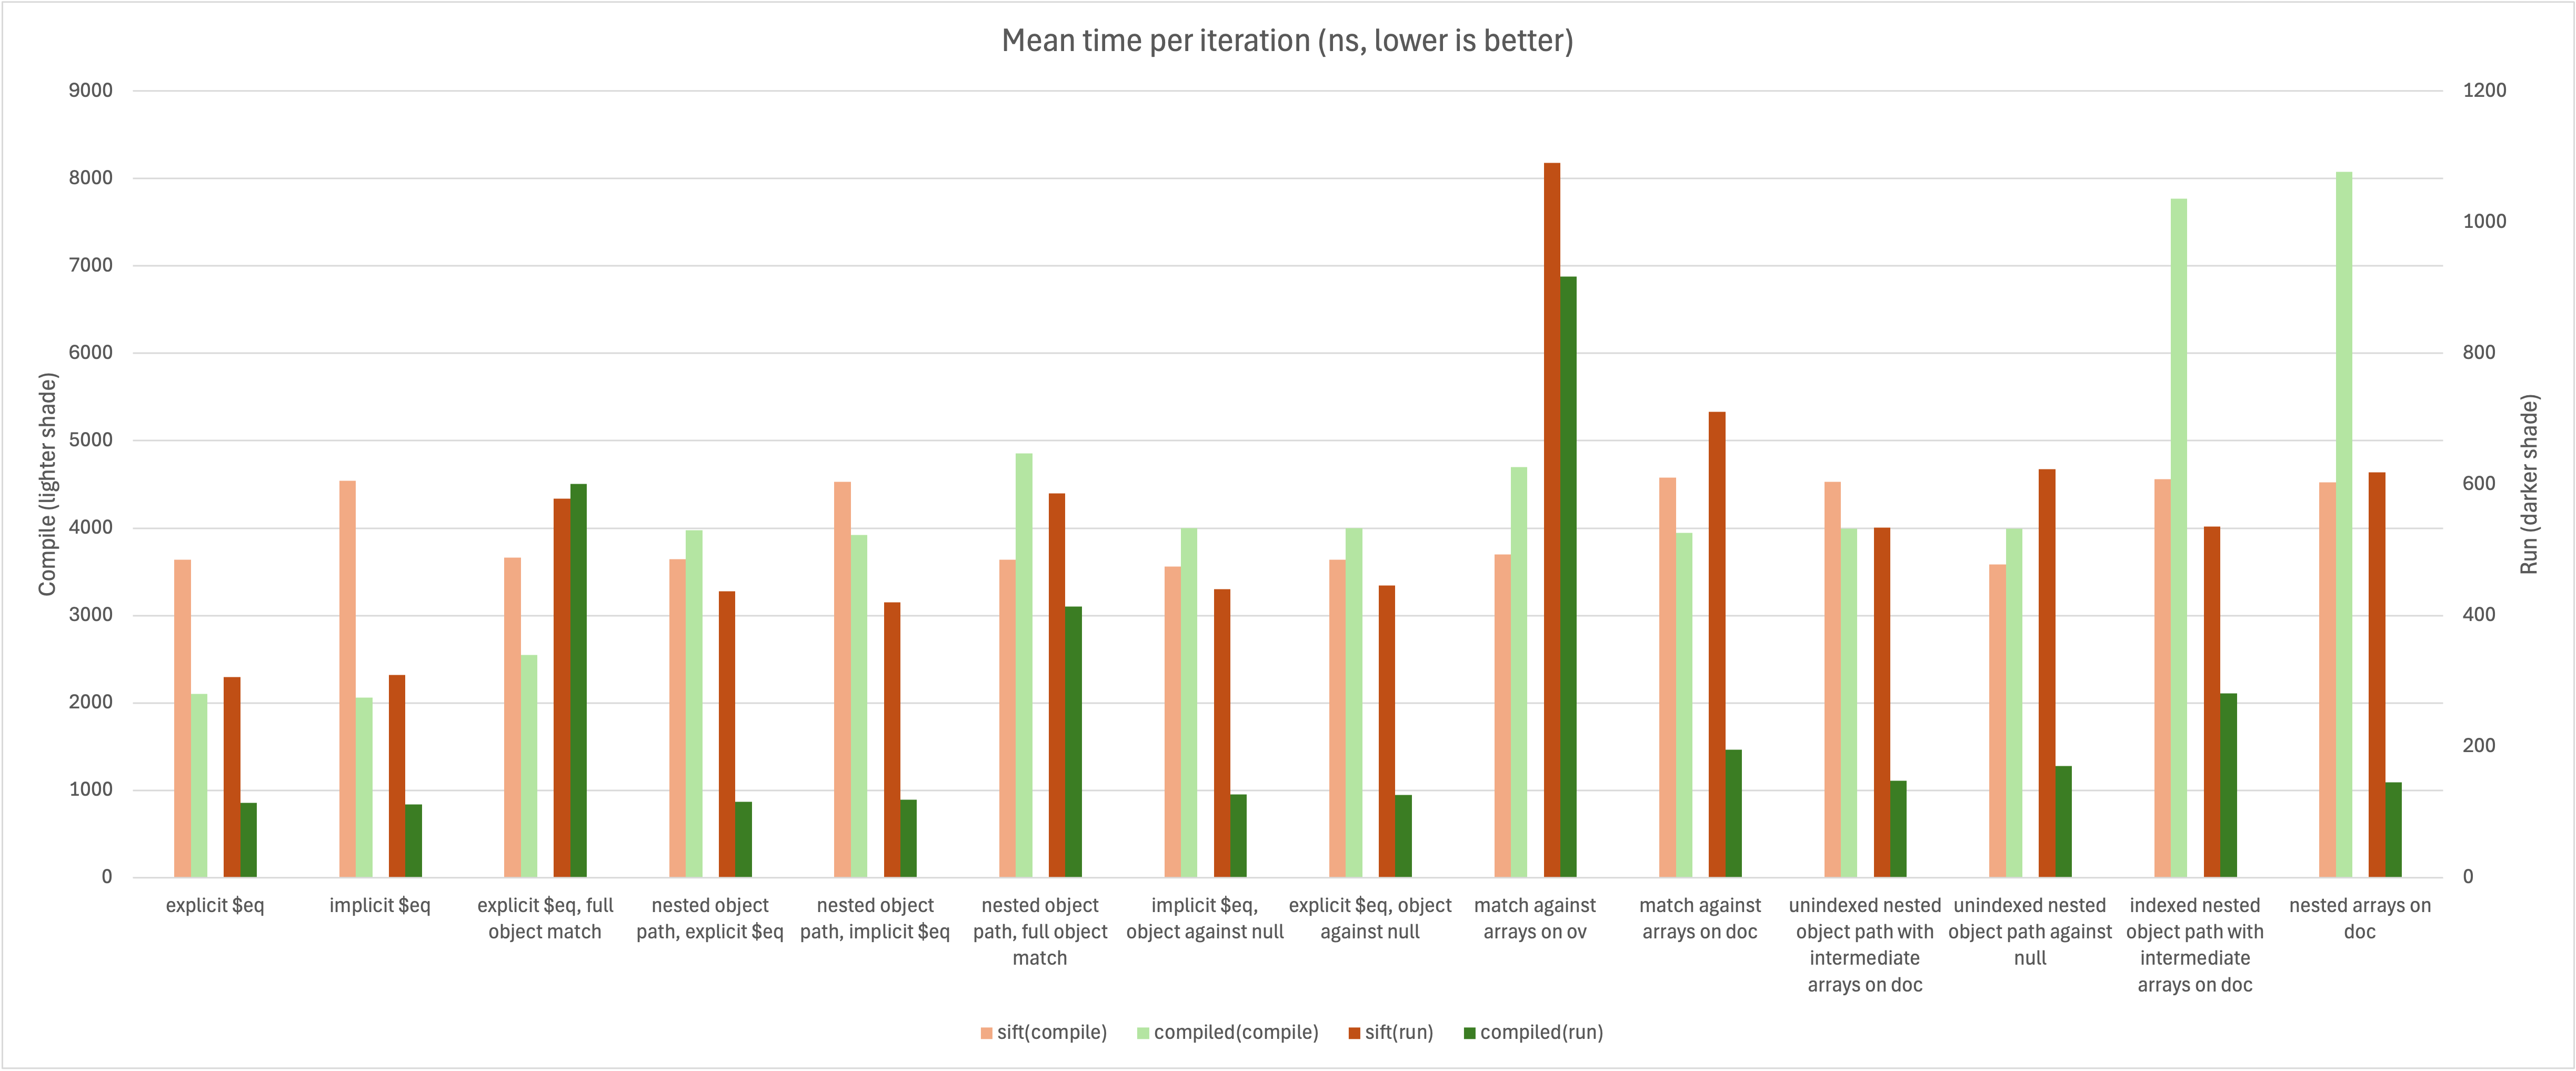 Mean time per iteration (ns, lower is better)
9000
8000
7000
6000
5000
4000
3000
2000
1000
0
Compile (lighter shade)
1200
1000
800
600
400
200
0
Run (darker shade)
explicit $eq
implicit $eq
explicit $eq, full
object match
nested object
path, explicit $eq
nested object
path, implicit $eq
nested object
path, full object
match
implicit $eq,
object against null
explicit $eq, object
against null
match against
arrays on ov
match against
arrays on doc
unindexed nested
object path with
intermediate
arrays on doc
unindexed nested
object path against
null
indexed nested
object path with
intermediate
arrays on doc
nested arrays on
doc
sift(compile)
compiled(compile)
sift(run)
compiled(run)